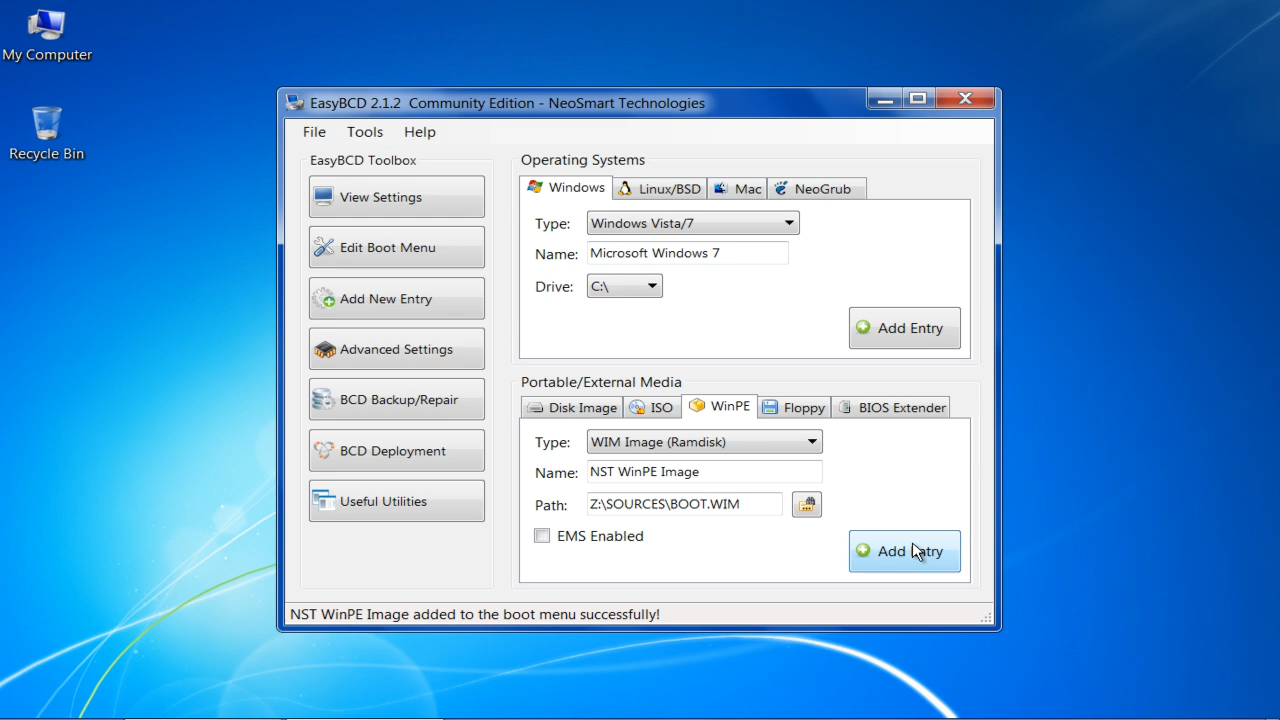 My Computer
Recycle Bin
EasyBCD 2.1.2 Community Edition - NeoSmart Technologies
File Tools Help
EasyBCD Toolbox
View Settings
Edit Boot Menu
Add New Entry
Advanced Settings
BCD Backup/Repair
BCD Deployment
Useful Utilities
Operating Systems
Windows Linux/BSD Mac NeoGrub
Type: Windows Vista/7
Name: Microsoft Windows 7
Drive: C:\
Add Entry
Portable/External Media
Disk Image ISO WinPE Floppy BIOS Extender
Type: WIM Image (Ramdisk)
Name: NST WinPE Image
Path: Z:\SOURCES\BOOT.WIM
EMS Enabled
Add Entry
NST WinPE Image added to the boot menu successfully!